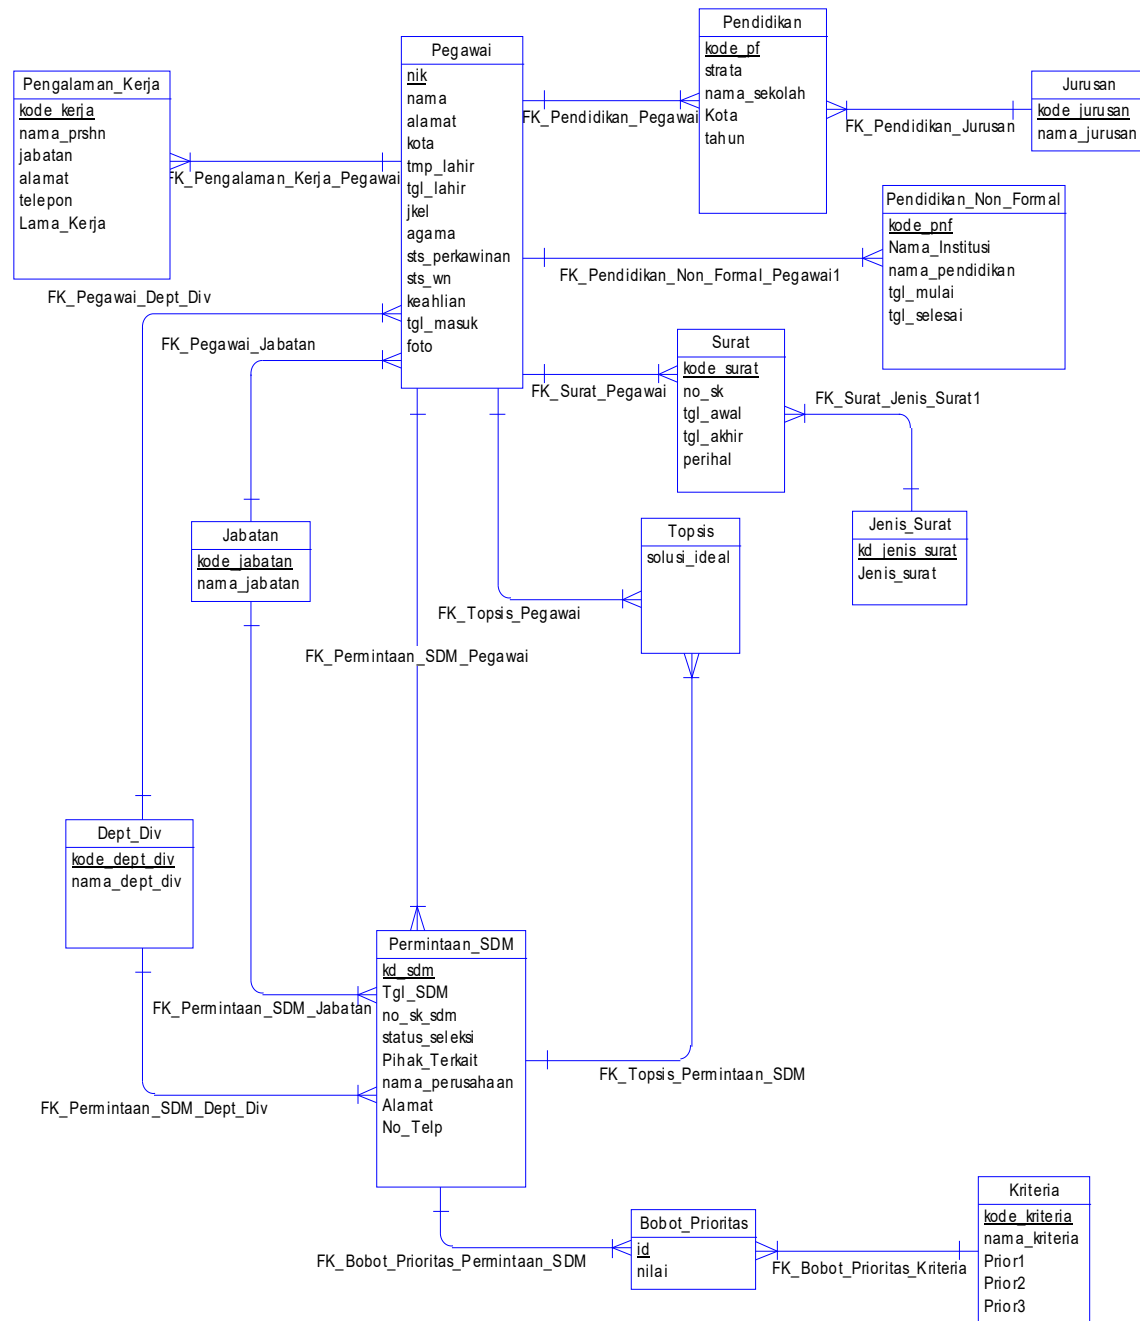 Pendidikan
kode_pf
strata
nama_sekolah
Kota
tahun
Pegawai
nik
nama
alamat
kota
tmp_lahir
tgl_lahir
jkel
agama
sts_perkawinan
sts_wn
keahlian
tgl_masuk
foto
Pengalaman_Kerja
kode_kerja
nama_prshn
jabatan
alamat
telepon
Lama_Kerja
Jurusan
kode_jurusan
nama_jurusan
FK_Pendidikan_Pegawai
FK_Pendidikan_Jurusan
FK_Pengalaman_Kerja_Pegawai
Pendidikan_Non_Formal
kode_pnf
Nama_Institusi
nama_pendidikan
tgl_mulai
tgl_selesai
FK_Pendidikan_Non_Formal_Pegawai1
FK_Pegawai_Dept_Div
FK_Pegawai_Jabatan
Surat
kode_surat
no_sk
tgl_awal
tgl_akhir
perihal
FK_Surat_Pegawai
FK_Surat_Jenis_Surat1
Jenis_Surat
kd_jenis_surat
Jenis_surat
Jabatan
kode_jabatan
nama_jabatan
Topsis
solusi_ideal
FK_Topsis_Pegawai
FK_Permintaan_SDM_Pegawai
Dept_Div
kode_dept_div
nama_dept_div
Permintaan_SDM
kd_sdm
Tgl_SDM
no_sk_sdm
status_seleksi
Pihak_Terkait
nama_perusahaan
Alamat
No_Telp
FK_Permintaan_SDM_Jabatan
FK_Topsis_Permintaan_SDM
FK_Permintaan_SDM_Dept_Div
Bobot_Prioritas
id
nilai
FK_Bobot_Prioritas_Permintaan_SDM
FK_Bobot_Prioritas_Kriteria
Kriteria
kode_kriteria
nama_kriteria
Prior1
Prior2
Prior3